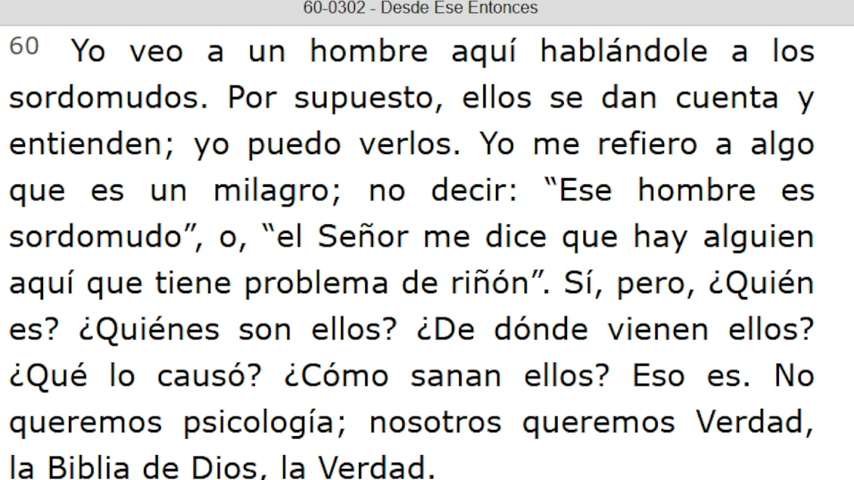 60-0302 - Desde Ese Entonces
60 Yo veo a un hombre aquí hablándole a los
sordomudos. Por supuesto, ellos se dan cuenta y
entienden; yo puedo verlos. Yo me refiero a algo
que es un milagro; no decir: “Ese hombre es
sordomudo”, o, “el Señor me dice que hay alguien
aquí que tiene problema de riñón”. Sí, pero, ¿Quién
es? ¿Quiénes son ellos? ¿De dónde vienen ellos?
¿Qué lo causó? ¿Cómo sanan ellos? Eso es. No
queremos psicología; nosotros queremos Verdad,
la Biblia de Dios, la Verdad.